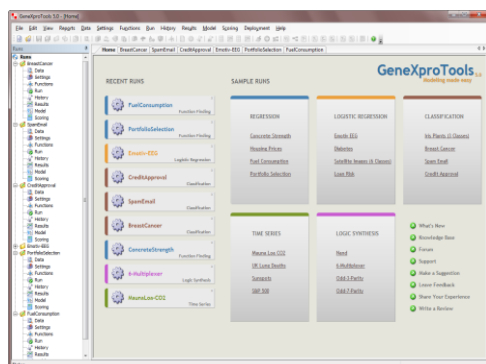 GeneXproTools 5.0 - [Home]
File Edit View Reports Data Settings Functions Run History Results Model Scoring Deployment Help
Runs
Home BreastCancer SpamEmail CreditApproval Emotiv-EEG PortfolioSelection FuelConsumption
Runs
BreastCancer
Data
Settings
Functions
Run
History
Results
Model
Scoring
SpamEmail
Data
Settings
Functions
Run
History
Results
Model
Scoring
CreditApproval
Data
Settings
Functions
Run
History
Results
Model
Scoring
Emotiv-EEG
PortfolioSelection
Data
Settings
Functions
Run
History
Results
Model
Scoring
FuelConsumption
Data
Settings
Functions
Run
History
Results
GeneXproTools 5.0
Modeling made easy
RECENT RUNS
FuelConsumption
Function Finding
PortfolioSelection
Function Finding
Emotiv-EEG
Logistic Regression
CreditApproval
Classification
SpamEmail
Classification
BreastCancer
Classification
ConcreteStrength
Function Finding
6-Multiplexer
Logic Synthesis
MaunaLoa-CO2
Time Series
SAMPLE RUNS
REGRESSION
Concrete Strength
Housing Prices
Fuel Consumption
Portfolio Selection
LOGISTIC REGRESSION
Emotiv EEG
Diabetes
Satellite Images (6 Classes)
Loan Risk
CLASSIFICATION
Iris Plants (3 Classes)
Breast Cancer
Spam Email
Credit Approval
TIME SERIES
Mauna Loa CO2
UK Lung Deaths
Sunspots
S&P 500
LOGIC SYNTHESIS
6-Multiplexer
Odd-3-Parity
Odd-7-Parity
What's New
Knowledge Base
Forum
Support
Make a Suggestion
Leave Feedback
Share Your Experience
Write a Review